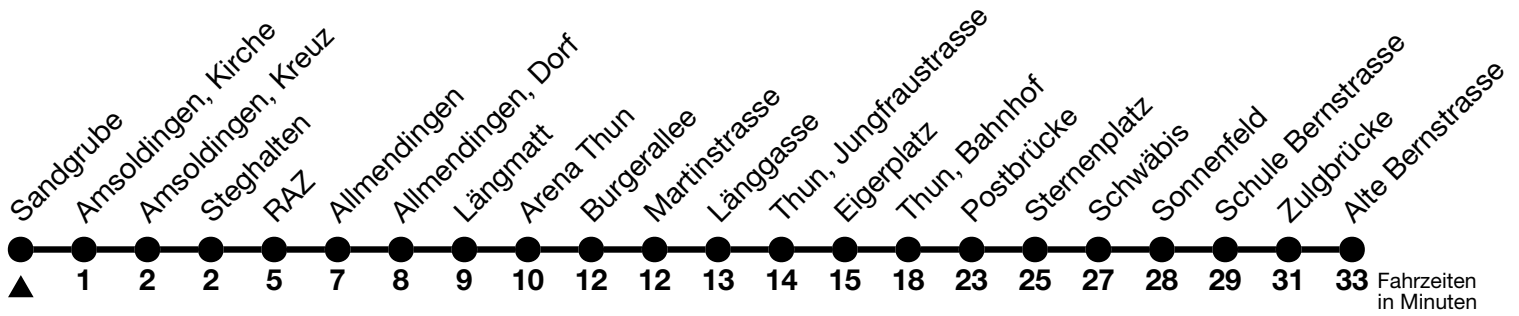 Sandgrube
Amsoldingen, Kirche
Amsoldingen, Kreuz
Steghalten
RAZ
Allmendingen
Allmendingen, Dorf
Längmatt
Arena Thun
Burgerallee
Martinstrasse
Länggasse
Thun, Jungfraustrasse
Eigerplatz
Thun, Bahnhof
Postbrücke
Sternenplatz
Schwäbis
Sonnenfeld
Schule Bernstrasse
Zulgbrücke
Alte Bernstrasse
1 2 2 5 7 8 9 10 12 12 13 14 15 18 23 25 27 28 29 31 33 Fahrzeiten
in Minuten